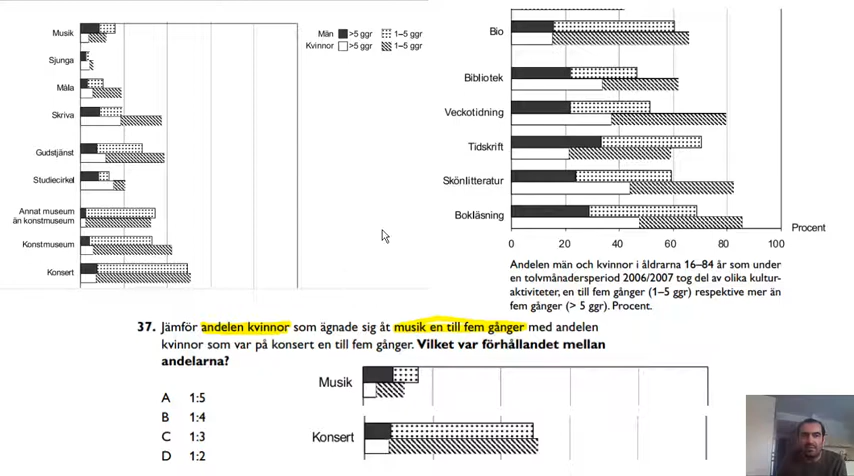 Musik
Sjunga
Måla
Skriva
Gudstjänst
Studiecirkel
Annat museum
än konstmuseum
Konstmuseum
Konsert
Män >5 ggr 1–5 ggr
Kvinnor >5 ggr 1–5 ggr
Bio
Bibliotek
Veckotidning
Tidskrift
Skönlitteratur
Bokläsning
Procent
0 20 40 60 80 100
Andelen män och kvinnor i åldrarna 16–84 år som under
en tolvmånadersperiod 2006/2007 tog del av olika kultur-
aktiviteter, en till fem gånger (1–5 ggr) respektive mer än
fem gånger (> 5 ggr). Procent.
37. Jämför andelen kvinnor som ägnade sig åt musik en till fem gånger med andelen
kvinnor som var på konsert en till fem gånger. Vilket var förhållandet mellan
andelarna?
A 1:5
B 1:4
C 1:3
D 1:2
Musik
Konsert